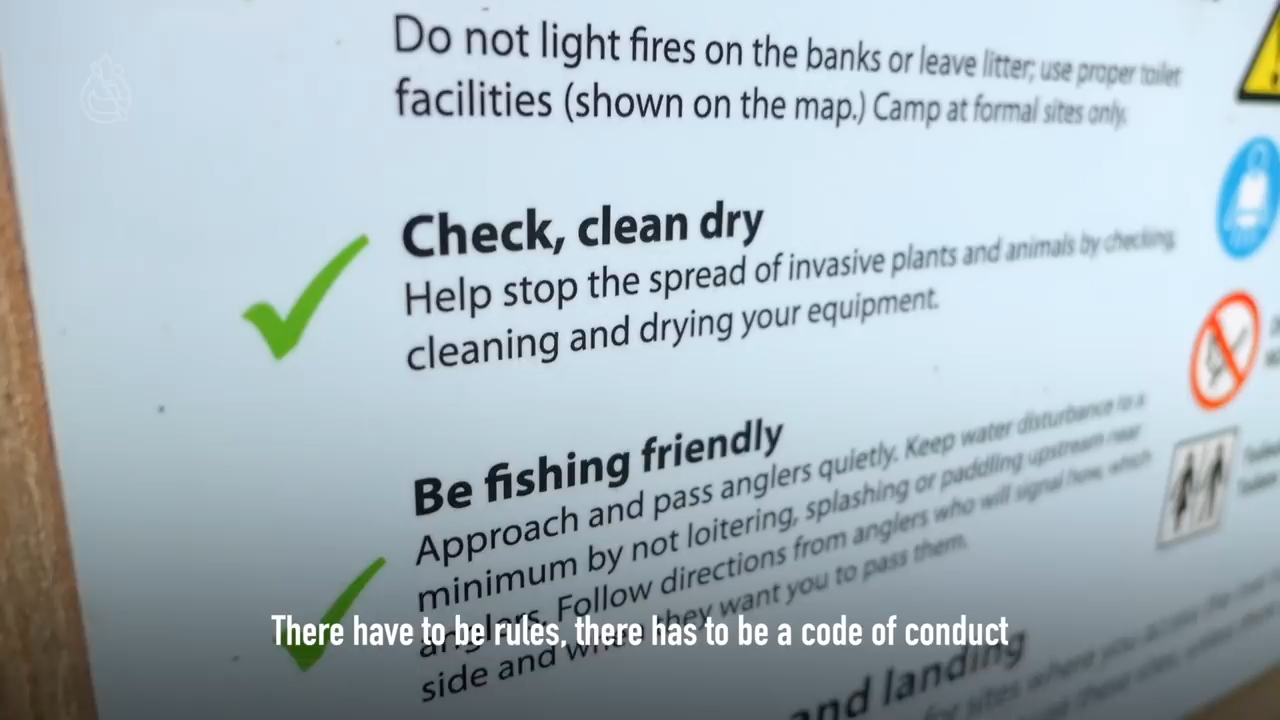 Do not light fires on the banks or leave litter; use proper toilet
facilities (shown on the map.) Camp at formal sites only.
Check, clean dry
Help stop the spread of invasive plants and animals by checking,
cleaning and drying your equipment.
Be fishing friendly
Approach and pass anglers quietly. Keep water disturbance to a
minimum by not loitering, splashing or paddling upstream near
anglers. Follow directions from anglers who will signal how, which
side and when they want you to pass them.
There have to be rules, there has to be a code of conduct
and landing
for sites where you